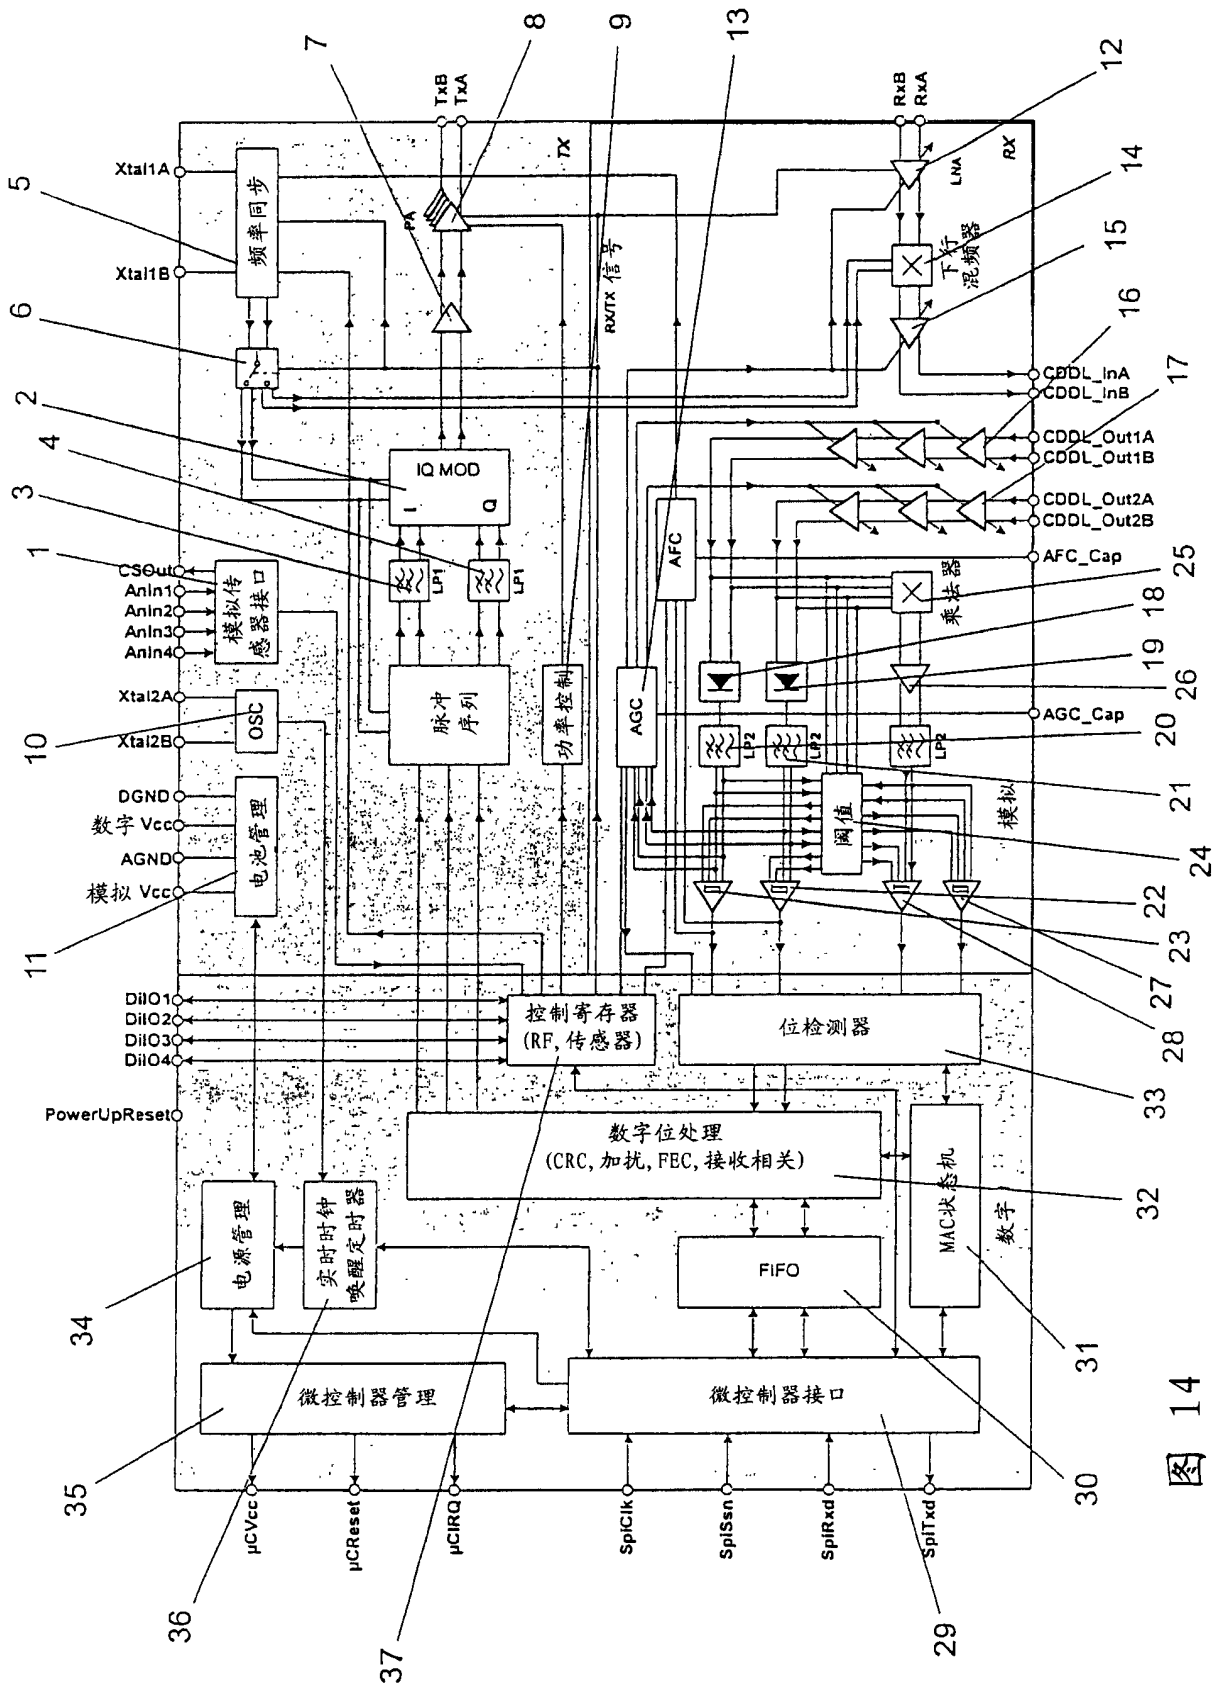 7
8
9
13
TxB
TxA
RxB
RxA
12
5
Xtal1A
频率同步
Xtal1B
PA
TX
RX
LNA
14
下行
混频器
15
RX/TX 信号
6
2
4
3
1
IQ MOD
I
Q
LP1
LP1
CDDL_InA
CDDL_InB
16
CDDL_Out1A
CDDL_Out1B
17
CDDL_Out2A
CDDL_Out2B
AFC
AFC_Cap
CSOut
AnIn1
AnIn2
AnIn3
AnIn4
模拟传
感器接口
乘法器
25
18
19
26
Xtal2A
OSC
Xtal2B
10
脉冲
序列
功率控制
AGC
AGC_Cap
LP2
LP2
LP2
20
21
DGND
数字 Vcc
AGND
模拟 Vcc
电池管理
11
阈值
模拟
24
22
23
27
28
DiIO1
DiIO2
DiIO3
DiIO4
控制寄存器
(RF,传感器)
位检测器
33
PowerUpReset
数字位处理
(CRC,加扰,FEC,接收相关)
32
MAC状态机
数字
电源管理
34
实时时钟
唤醒定时器
FIFO
31
微控制器管理
微控制器接口
35
µCVcc
µCReset
µCIRQ
SpiClk
SpiSsn
SpiRxd
SpiTxd
30
36
37
29
图 14